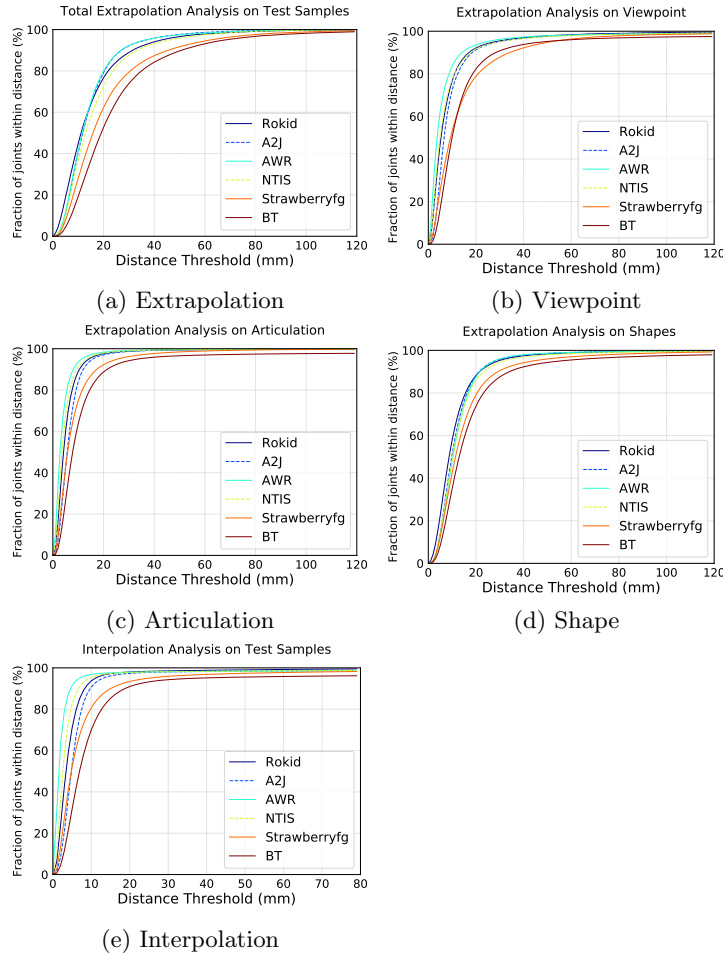 Total Extrapolation Analysis on Test Samples
Fraction of joints within distance (%)
100
80
60
40
20
0
Rokid
A2J
AWR
NTIS
Strawberryfg
BT
0 20 40 60 80 100 120
Distance Threshold (mm)
(a) Extrapolation
Extrapolation Analysis on Viewpoint
Fraction of joints within distance (%)
100
80
60
40
20
0
Rokid
A2J
AWR
NTIS
Strawberryfg
BT
0 20 40 60 80 100 120
Distance Threshold (mm)
(b) Viewpoint
Extrapolation Analysis on Articulation
Fraction of joints within distance (%)
100
80
60
40
20
0
Rokid
A2J
AWR
NTIS
Strawberryfg
BT
0 20 40 60 80 100 120
Distance Threshold (mm)
(c) Articulation
Extrapolation Analysis on Shapes
Fraction of joints within distance (%)
100
80
60
40
20
0
Rokid
A2J
AWR
NTIS
Strawberryfg
BT
0 20 40 60 80 100 120
Distance Threshold (mm)
(d) Shape
Interpolation Analysis on Test Samples
Fraction of joints within distance (%)
100
80
60
40
20
0
Rokid
A2J
AWR
NTIS
Strawberryfg
BT
0 10 20 30 40 50 60 70 80
Distance Threshold (mm)
(e) Interpolation